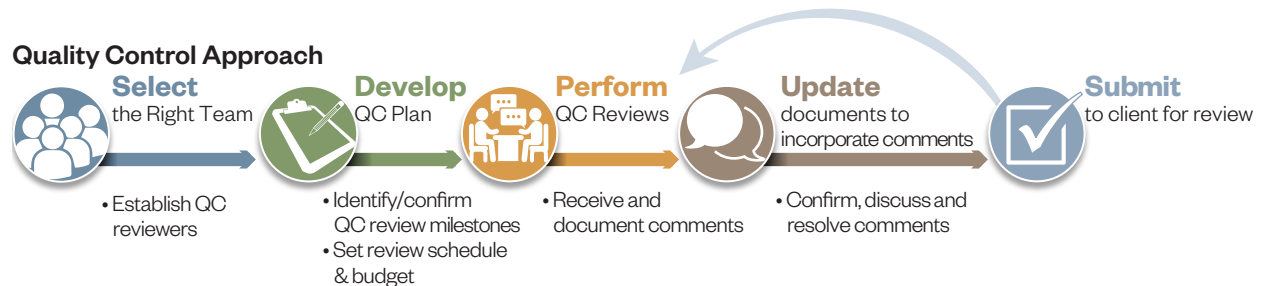 Quality Control Approach
Select
the Right Team
• Establish QC
reviewers
Develop
QC Plan
• Identify/confirm
QC review milestones
• Set review schedule
& budget
Perform
QC Reviews
• Receive and
document comments
Update
documents to
incorporate comments
• Confirm, discuss and
resolve comments
Submit
to client for review